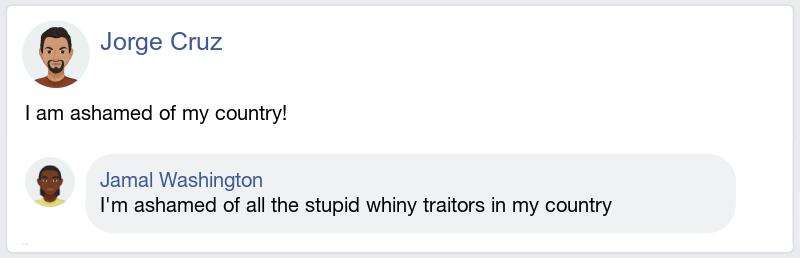 Jorge Cruz
I am ashamed of my country!
Jamal Washington
I'm ashamed of all the stupid whiny traitors in my country